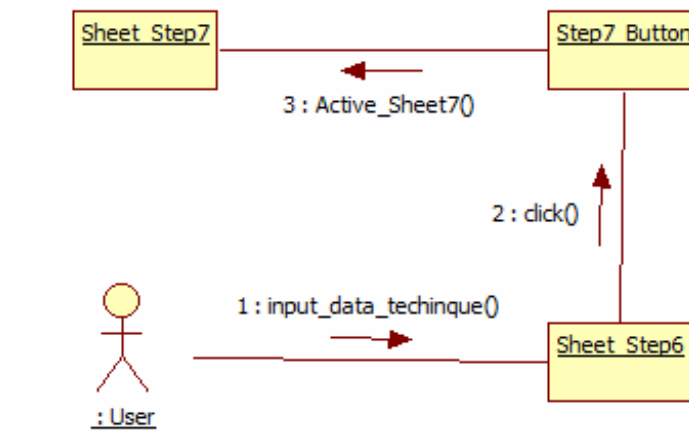 Sheet_Step7
Step7_Button
3 : Active_Sheet7()
2 : click()
1 : input_data_techinque()
Sheet_Step6
: User